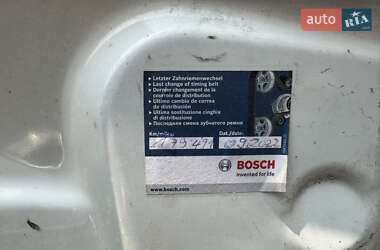 auto RIA.com
• Letzter Zahnriemenwechsel
• Last change of timing belt
• Dernier changement de la
courroie de distribution
• Ultimo cambio de correa
de distribución
• Ultima sostituzione cinghia
di distribuzione
• Последняя смена зубчатого ремня
Km/miles: Dat./date:
BOSCH
Invented for life
www.bosch.com